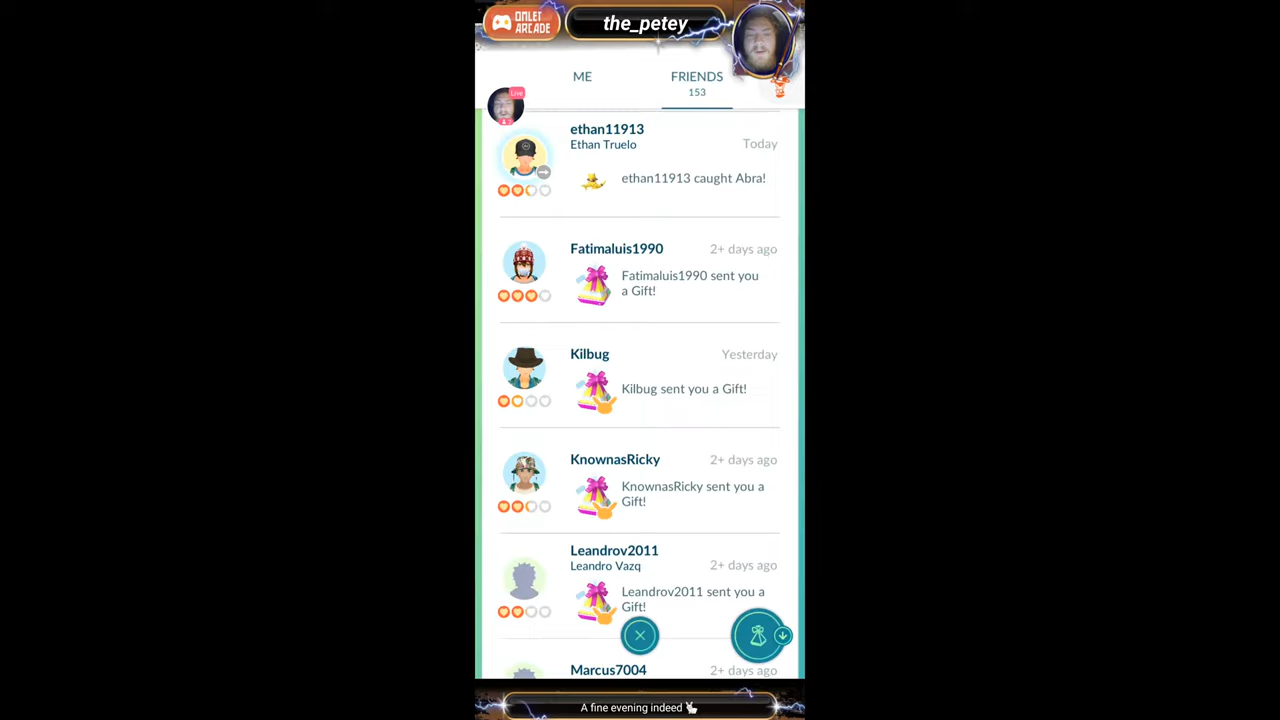 OMLET
ARCADE
the_petey
ME
FRIENDS
153
Live
ethan11913
Ethan Truelo
Today
ethan11913 caught Abra!
Fatimaluis1990
2+ days ago
Fatimaluis1990 sent you
a Gift!
Kilbug
Yesterday
Kilbug sent you a Gift!
KnownasRicky
2+ days ago
KnownasRicky sent you a
Gift!
Leandrov2011
Leandro Vazq
2+ days ago
Leandrov2011 sent you a
Gift!
Marcus7004
2+ days ago
A fine evening indeed